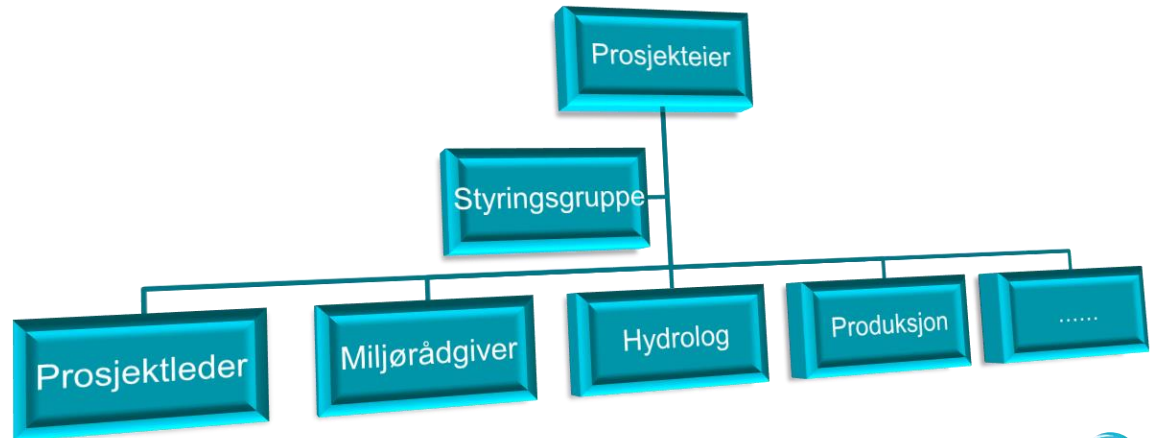 Prosjekteier
Styringsgruppe
Prosjektleder
Miljørådgiver
Hydrolog
Produksjon
......